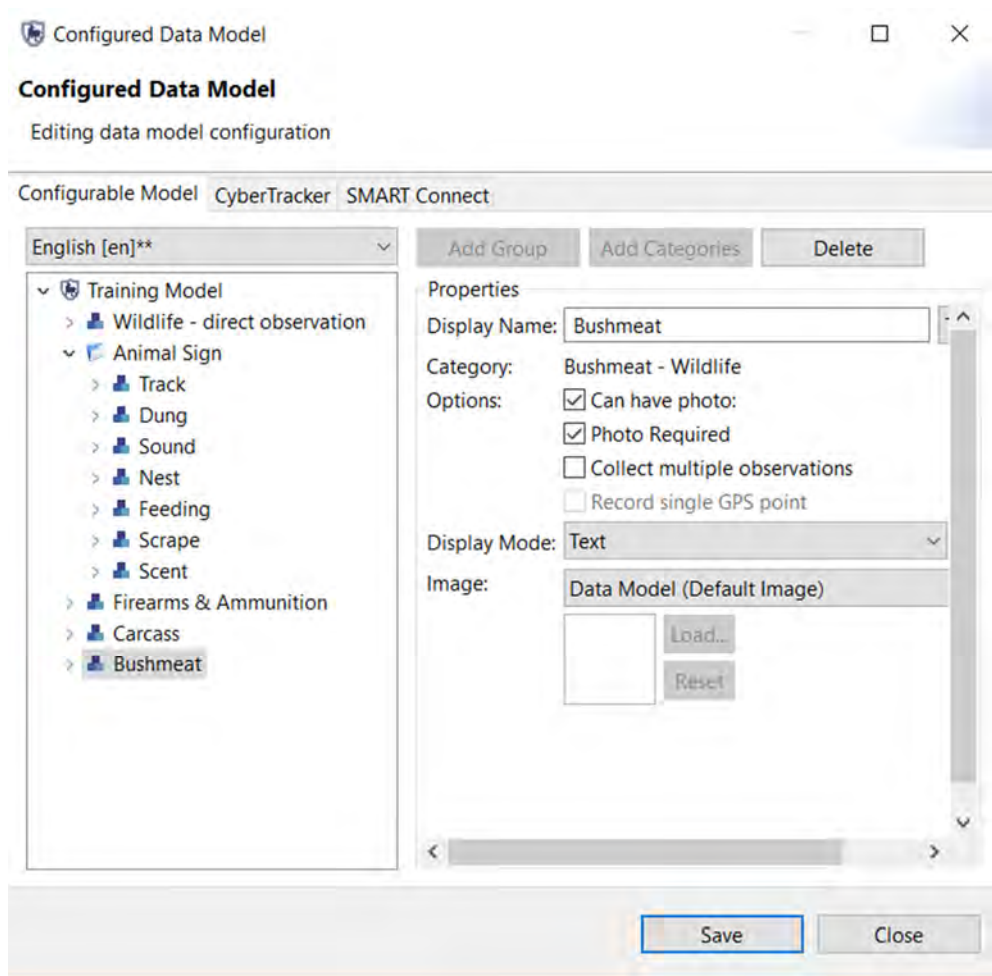 Configured Data Model
Configured Data Model
Editing data model configuration
Configurable Model CyberTracker SMART Connect
English [en]**
Add Group Add Categories Delete
Training Model
Wildlife - direct observation
Animal Sign
Track
Dung
Sound
Nest
Feeding
Scrape
Scent
Firearms & Ammunition
Carcass
Bushmeat
Properties
Display Name: Bushmeat
Category: Bushmeat - Wildlife
Options: Can have photo:
Photo Required
Collect multiple observations
Record single GPS point
Display Mode: Text
Image: Data Model (Default Image)
Load...
Reset
Save Close